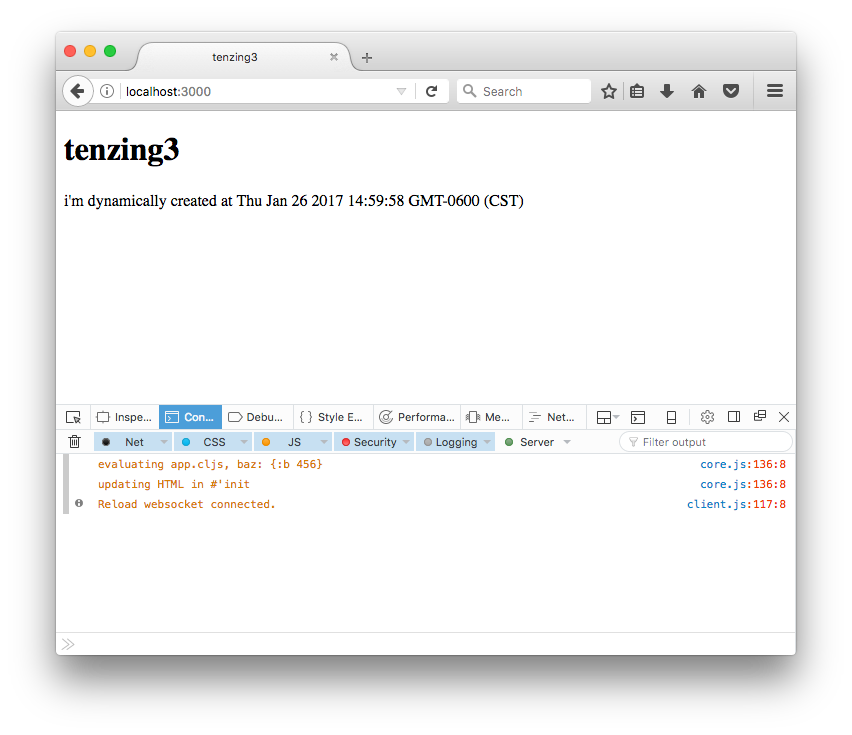 tenzing3
localhost:3000
Search
tenzing3
i'm dynamically created at Thu Jan 26 2017 14:59:58 GMT-0600 (CST)
Inspe... Con... Debu... Style E... Performa... Me... Net...
Net CSS JS Security Logging Server Filter output
evaluating app.cljs, baz: {:b 456} core.js:136:8
updating HTML in #'init core.js:136:8
Reload websocket connected. client.js:117:8